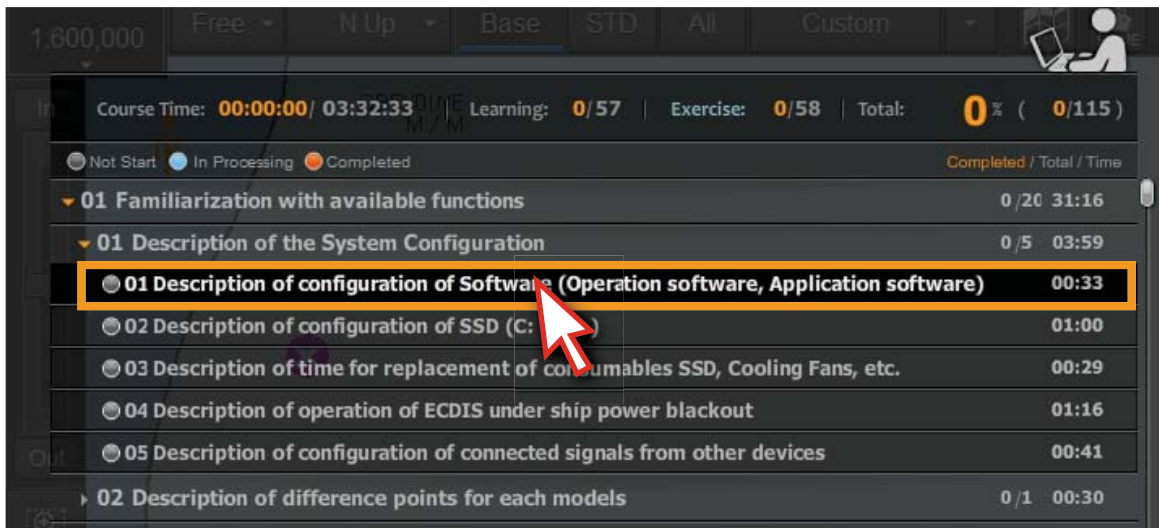 1:600,000 Free N Up Base STD All Custom
In
Course Time: 00:00:00/ 03:32:33 | Learning: 0/57 | Exercise: 0/58 | Total: 0 % ( 0/115 )
M / M
Not Start In Processing Completed Completed / Total / Time
01 Familiarization with available functions 0/20 31:16
01 Description of the System Configuration 0/5 03:59
01 Description of configuration of Software (Operation software, Application software) 00:33
02 Description of configuration of SSD (C: ) 01:00
03 Description of time for replacement of consumables SSD, Cooling Fans, etc. 00:29
04 Description of operation of ECDIS under ship power blackout 01:16
05 Description of configuration of connected signals from other devices 00:41
Out
02 Description of difference points for each models 0/1 00:30